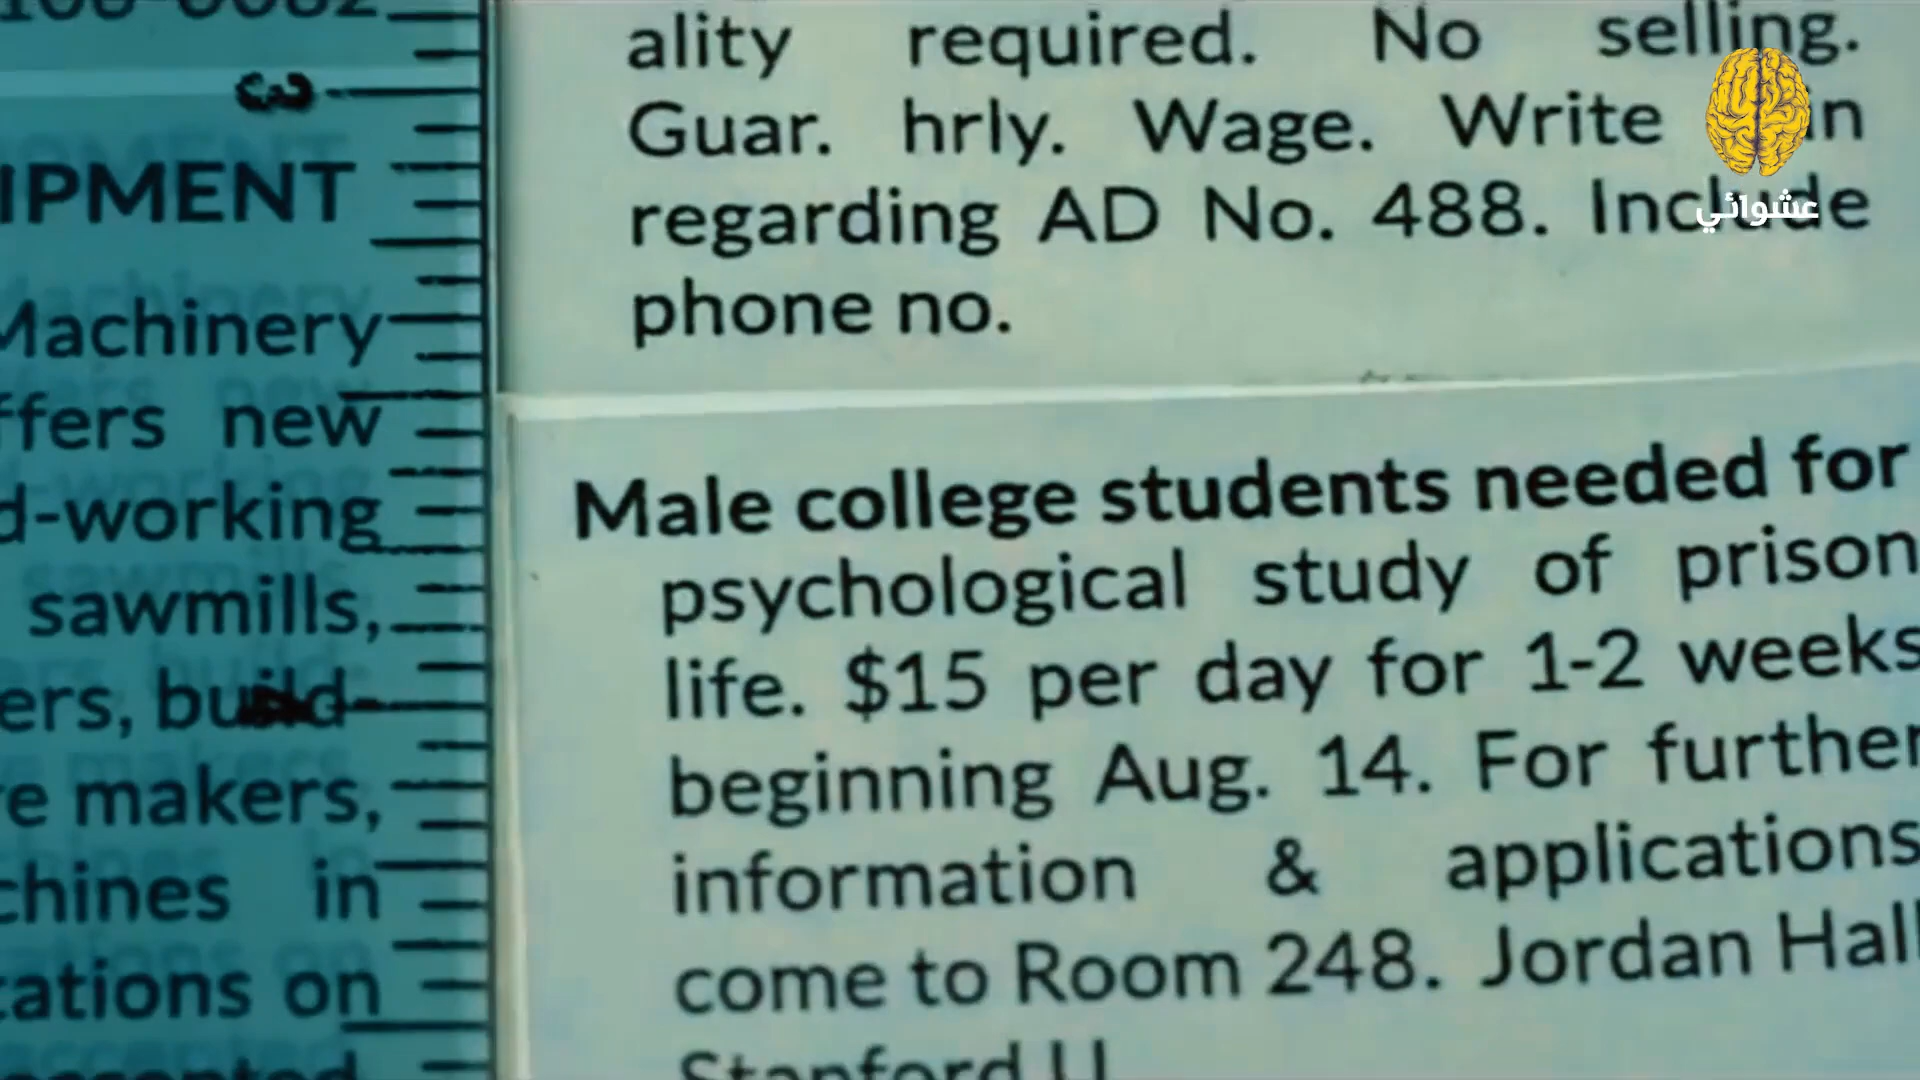 IPMENT
Machinery
ffers new
d-working
sawmills,
ers, build-
e makers,
chines in
cations on
ality required. No selling.
Guar. hrly. Wage. Write in
regarding AD No. 488. Include
phone no.
Male college students needed for
psychological study of prison
life. $15 per day for 1-2 weeks
beginning Aug. 14. For further
information & applications
come to Room 248. Jordan Hall
Stanford U
عشوائي